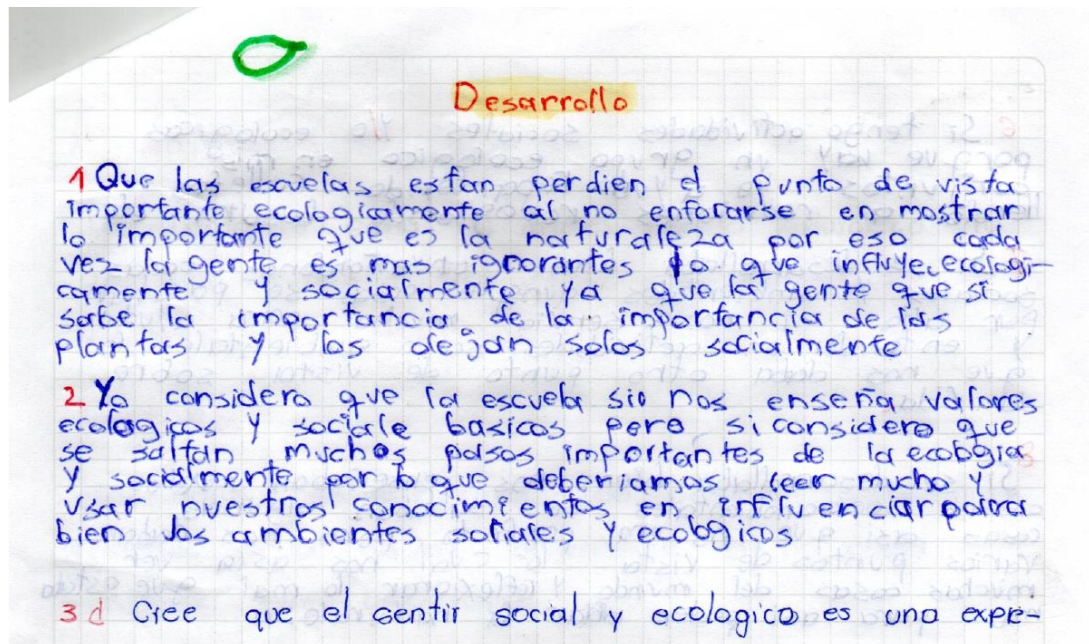 Desarrollo
1 Que las escuelas estan perdien el punto de vista
importante ecologicamente al no enfocarse en mostrar
lo importante que es la naturaleza por eso cada
vez la gente es mas ignorantes lo que influye ecologi-
camente y socialmente ya que la gente que si
sabe la importancia de la importancia de las
plantas y los dejan solos socialmente
2 Yo considero que la escuela si nos enseña valores
ecologicos y sociale basicos pero si considero que
se saltan muchos pasos importantes de la ecologia
y socialmente por lo que deberiamos leer mucho y
usar nuestros conocimientos en influenciar para
bien los ambientes sociales y ecologicos
3 d Cree que el sentir social y ecologico es una expe-